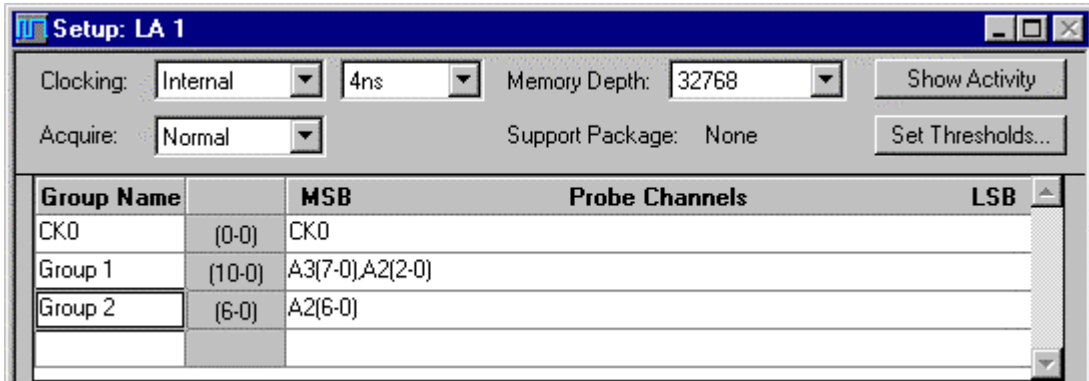 Setup: LA 1
Clocking: Internal 4ns Memory Depth: 32768 Show Activity
Acquire: Normal Support Package: None Set Thresholds...
Group Name MSB Probe Channels LSB
CK0 (0-0) CK0
Group 1 (10-0) A3(7-0),A2(2-0)
Group 2 (6-0) A2(6-0)